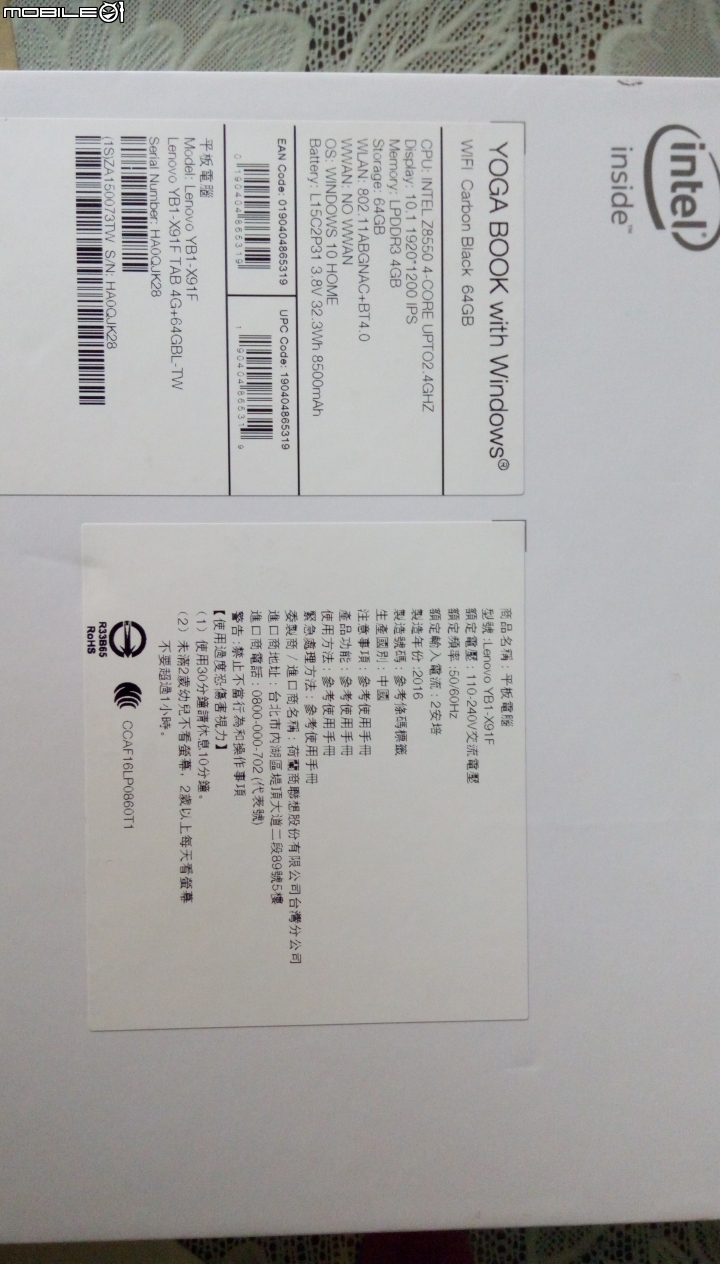 MOBILE01
intel
inside™
YOGA BOOK with Windows®
WIFI Carbon Black 64GB
CPU: INTEL Z8550 4-CORE UPTO2.4GHZ
Display: 10.1 1920*1200 IPS
Memory: LPDDR3 4GB
Storage: 64GB
WLAN: 802.11ABGNAC+BT4.0
WWAN: NO WWAN
OS: WINDOWS 10 HOME
Battery: L15C2P31 3.8V 32.3Wh 8500mAh
EAN Code: 0190404865319
0190404865319
UPC Code: 190404865319
190404865319
平板電腦
Model: Lenovo YB1-X91F
Lenovo YB1-X91F TAB 4G+64GBL-TW
Serial Number: HA0QJK28
(1S)ZA150073TW S/N: HA0QJK28
商品名稱：平板電腦
型號:Lenovo YB1-X91F
額定電壓:110-240V交流電壓
額定頻率:50/60Hz
額定輸入電流:2安培
製造年份:2016
製造號碼:參考條碼標籤
生產國別:中國
注意事項:參考使用手冊
產品功能:參考使用手冊
使用方法:參考使用手冊
緊急處理方法:參考使用手冊
委製商/進口商名稱:荷蘭商聯想股份有限公司台灣分公司
進口商地址:台北市內湖區堤頂大道二段89號5樓
進口商電話:0800-000-702 (代表號)
警告:禁止不當行為和操作事項
【使用過度恐傷害視力】
（1）使用30分鐘請休息10分鐘。
（2）未滿2歲幼兒不看螢幕，2歲以上每天看螢幕
不要超過1小時。
R33B65
RoHS
CCAF16LP0860T1